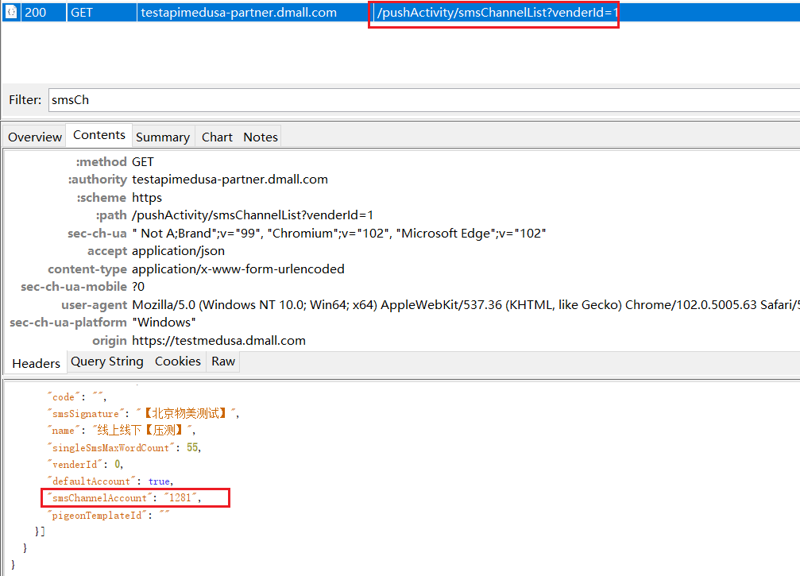 200 GET testapimedusa-partner.dmall.com /pushActivity/smsChannelList?venderId=1
Filter: smsCh
Overview Contents Summary Chart Notes
:method GET
:authority testapimedusa-partner.dmall.com
:scheme https
:path /pushActivity/smsChannelList?venderId=1
sec-ch-ua " Not A;Brand";v="99", "Chromium";v="102", "Microsoft Edge";v="102"
accept application/json
content-type application/x-www-form-urlencoded
sec-ch-ua-mobile ?0
user-agent Mozilla/5.0 (Windows NT 10.0; Win64; x64) AppleWebKit/537.36 (KHTML, like Gecko) Chrome/102.0.5005.63 Safari/5
sec-ch-ua-platform "Windows"
origin https://testmedusa.dmall.com
Headers Query String Cookies Raw
"code": "",
"smsSignature": "【北京物美测试】",
"name": "线上线下【压测】",
"singleSmsMaxWordCount": 55,
"venderId": 0,
"defaultAccount": true,
"smsChannelAccount": "1281",
"pigeonTemplateId": ""
}]
}
}